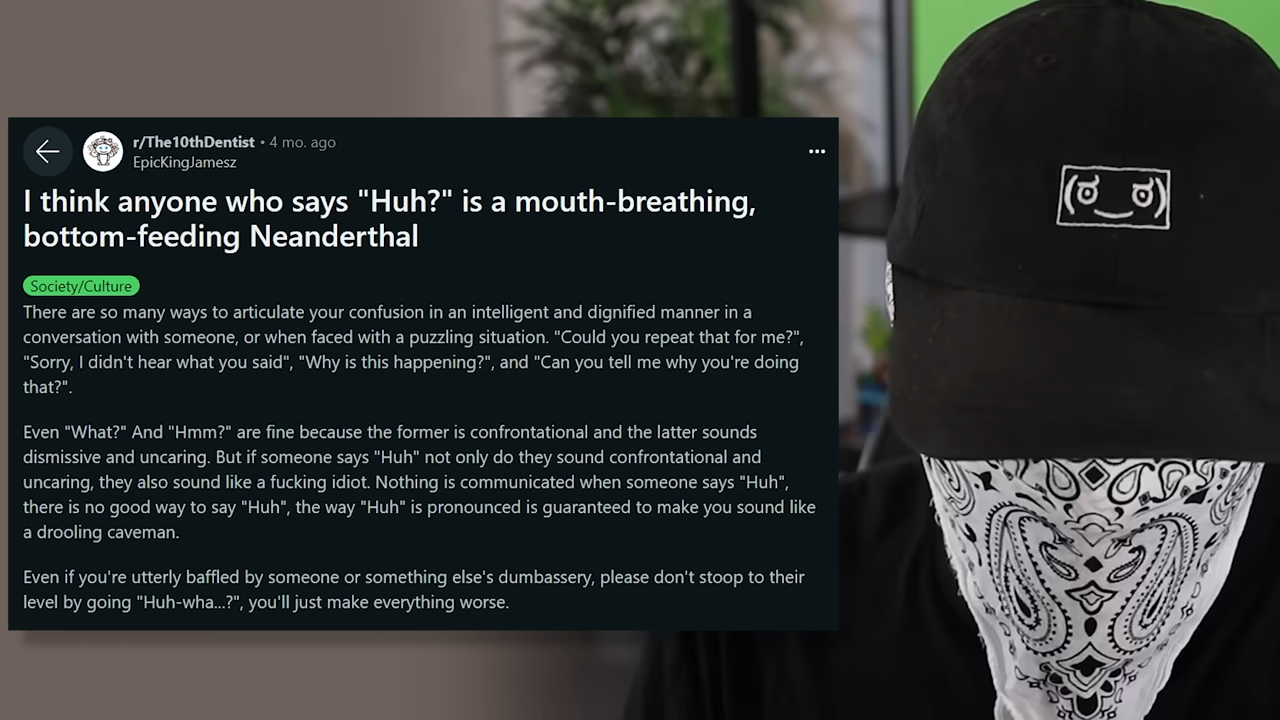 r/The10thDentist • 4 mo. ago
EpicKingJamesz
I think anyone who says "Huh?" is a mouth-breathing,
bottom-feeding Neanderthal
Society/Culture
There are so many ways to articulate your confusion in an intelligent and dignified manner in a
conversation with someone, or when faced with a puzzling situation. "Could you repeat that for me?",
"Sorry, I didn't hear what you said", "Why is this happening?", and "Can you tell me why you're doing
that?".
Even "What?" And "Hmm?" are fine because the former is confrontational and the latter sounds
dismissive and uncaring. But if someone says "Huh" not only do they sound confrontational and
uncaring, they also sound like a fucking idiot. Nothing is communicated when someone says "Huh",
there is no good way to say "Huh", the way "Huh" is pronounced is guaranteed to make you sound like
a drooling caveman.
Even if you're utterly baffled by someone or something else's dumbassery, please don't stoop to their
level by going "Huh-wha...?", you'll just make everything worse.